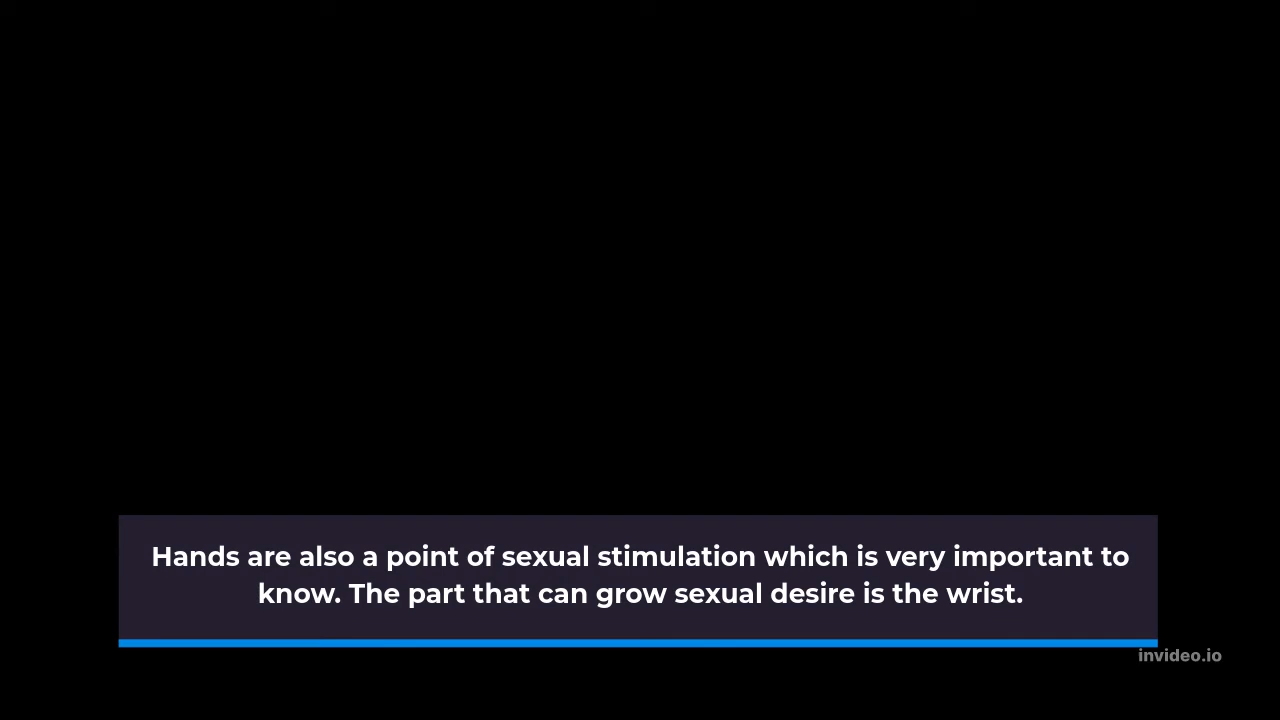 Hands are also a point of sexual stimulation which is very important to
know. The part that can grow sexual desire is the wrist.
invideo.io